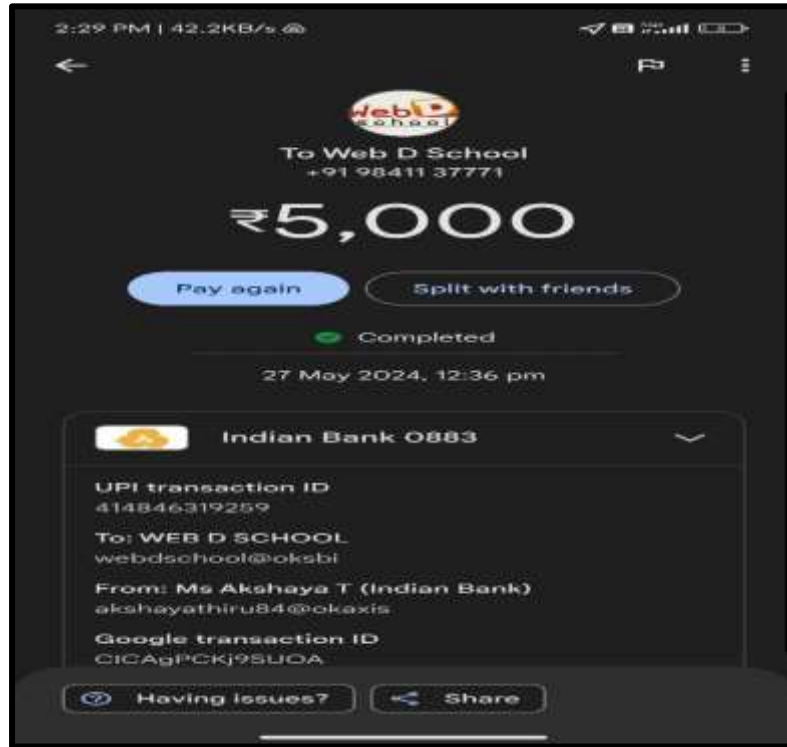 2:29 PM | 42.2KB/s
Web D
school
To Web D School
+91 98411 37771
₹5,000
Pay again
Split with friends
Completed
27 May 2024, 12:36 pm
Indian Bank 0883
UPI transaction ID
414846319259
To: WEB D SCHOOL
webdschool@oksbi
From: Ms Akshaya T (Indian Bank)
akshayathiru84@okaxis
Google transaction ID
CICAgPCKj9SUOA
Having issues?
Share